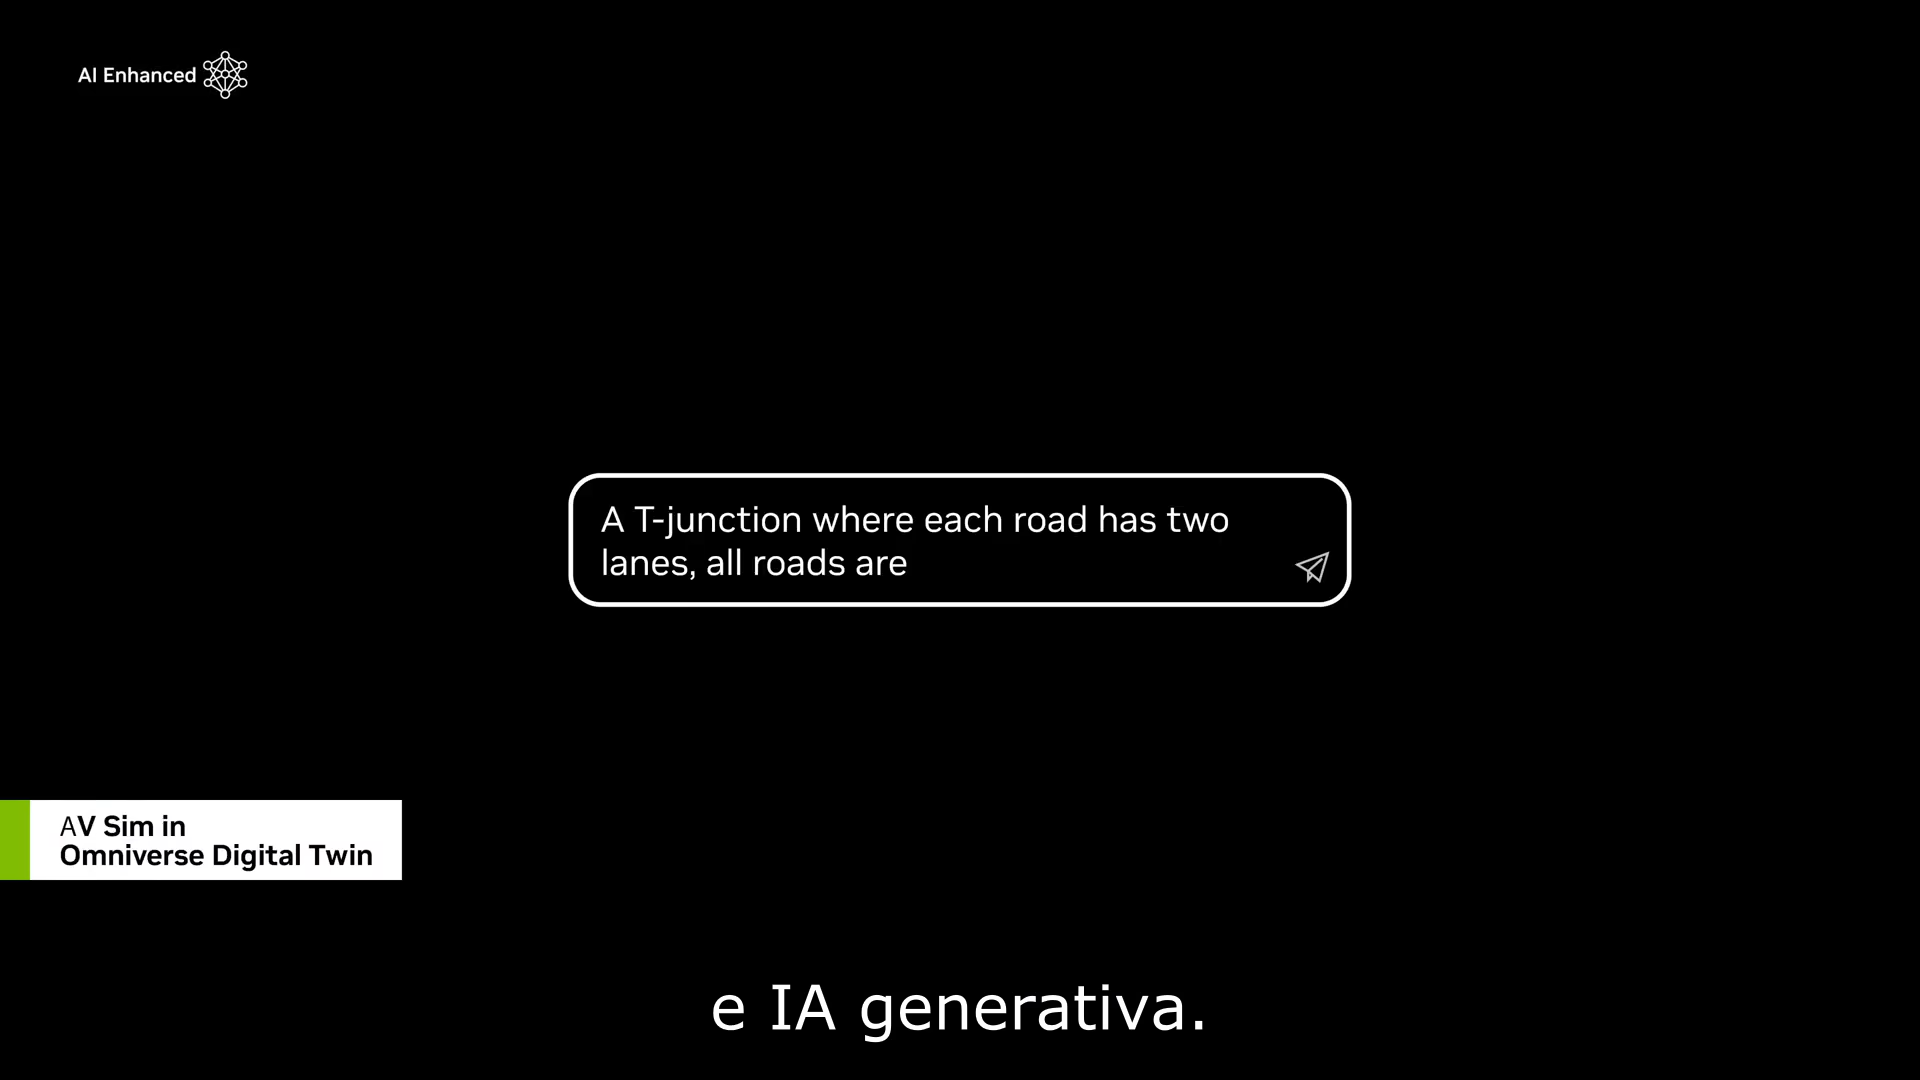 AI Enhanced
A T-junction where each road has two
lanes, all roads are
AV Sim in
Omniverse Digital Twin
e IA generativa.